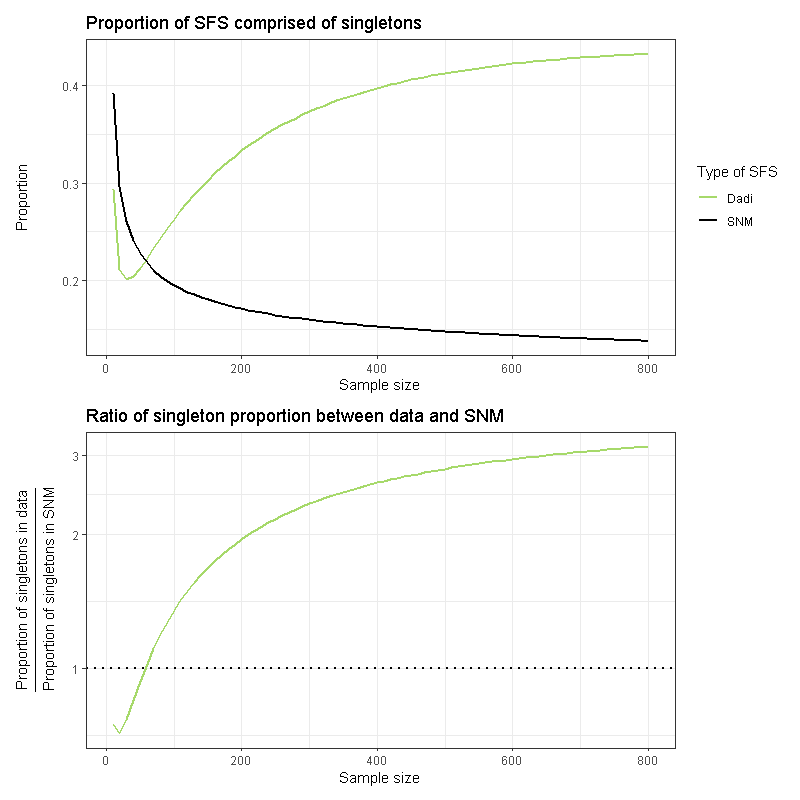 Proportion of SFS comprised of singletons
Proportion
0.4
0.3
0.2
0
200
400
600
800
Sample size
Type of SFS
Dadi
SNM
Ratio of singleton proportion between data and SNM
Proportion of singletons in data
Proportion of singletons in SNM
3
2
1
0
200
400
600
800
Sample size